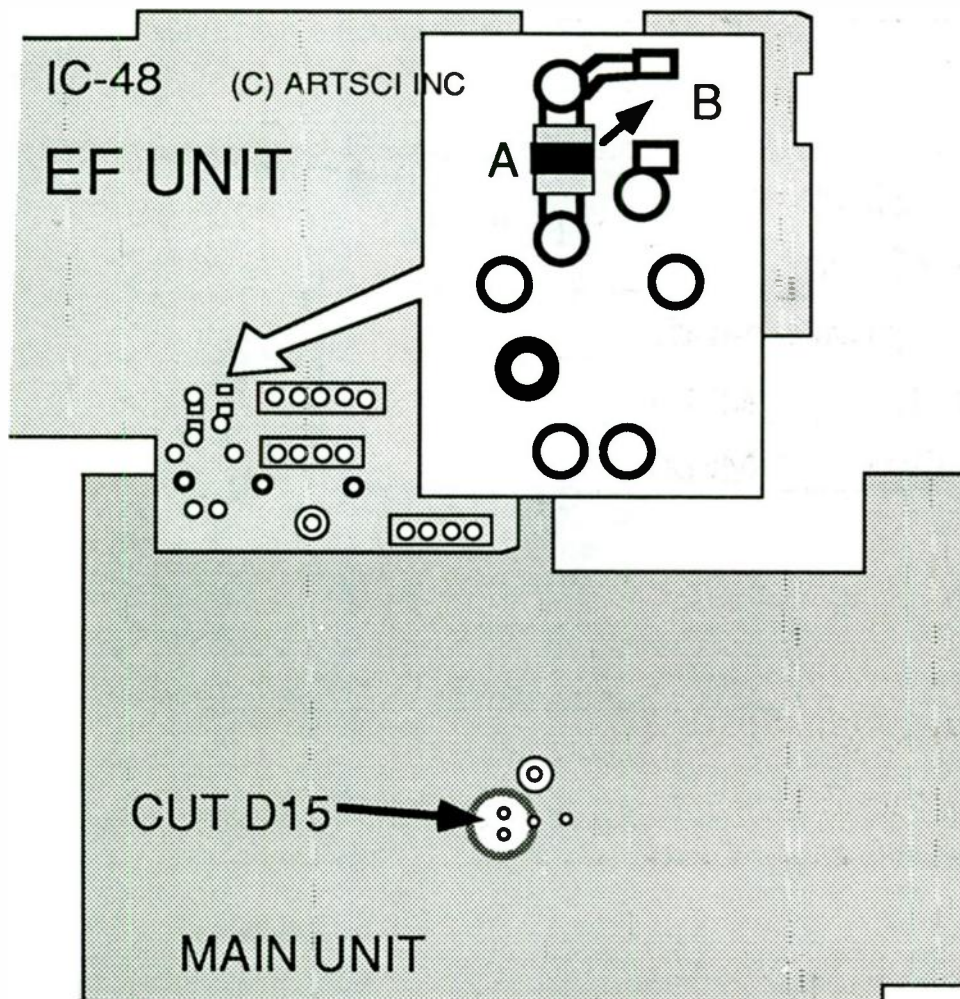 IC-48 (C) ARTSCI INC
EF UNIT
A
B
CUT D15
MAIN UNIT